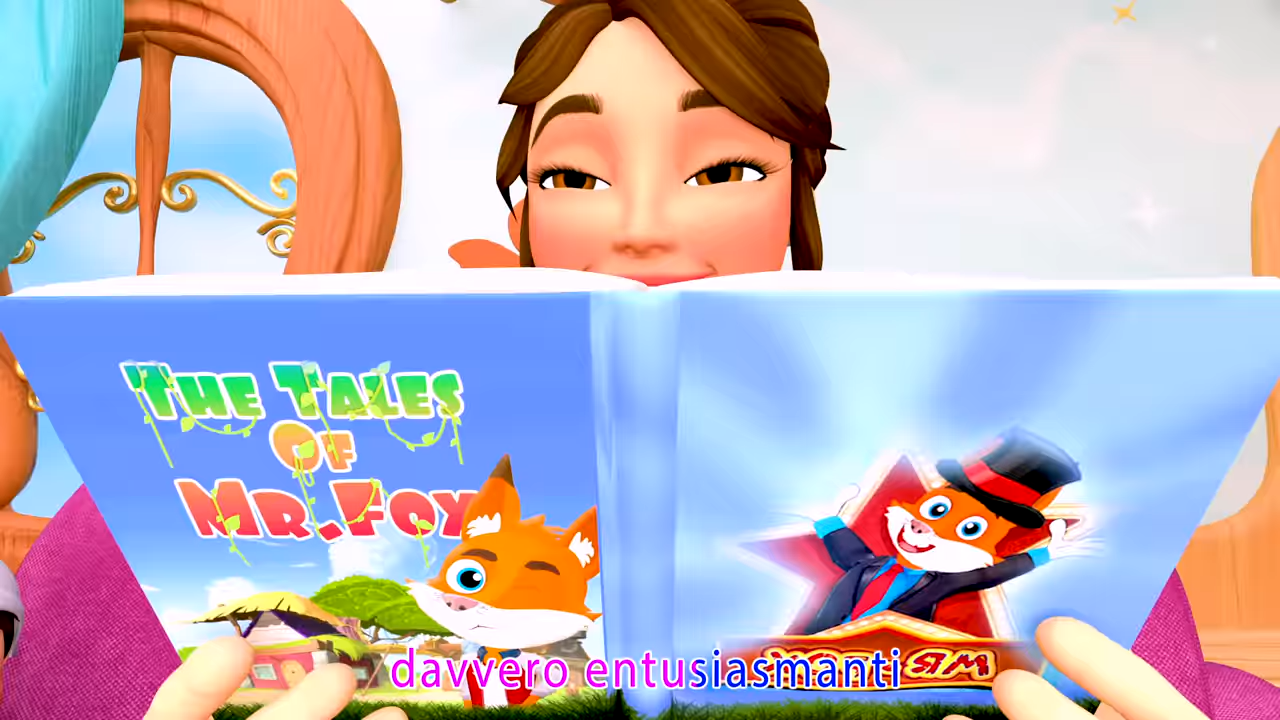 THE TALES
OF
MR. FOX
davvero entusiasmanti